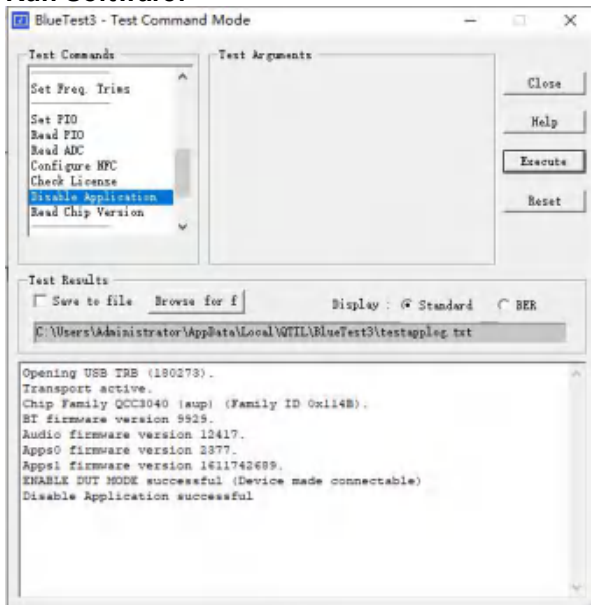 Run Software:
BlueTest3 - Test Command Mode
Test Commands
Test Arguments
Set Freq. Trims
Set PIO
Read PIO
Read ADC
Configure NFC
Check License
Disable Application
Read Chip Version
Close
Help
Execute
Reset
Test Results
Save to file
Browse for f
Display :
Standard
BER
C:\Users\Administrator\AppData\Local\QTIL\BlueTest3\testapplog.txt
Opening USB TRB (180273).
Transport active.
Chip Family QCC3040 (aup) (Family ID 0x114B).
BT firmware version 9929.
Audio firmware version 12417.
Apps0 firmware version 2377.
Apps1 firmware version 1611742689.
ENABLE DUT MODE successful (Device made connectable)
Disable Application successful